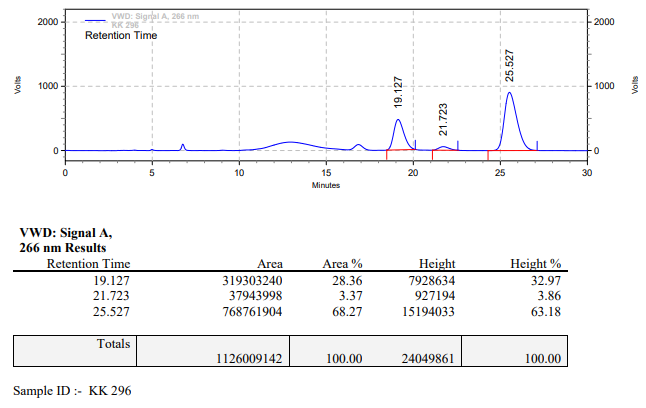 VWD: Signal A, 266 nm
KK 296
Retention Time
2000
1000
0
Volts
19.127
21.723
25.527
2000
1000
0
Volts
0 5 10 15 20 25 30
Minutes
VWD: Signal A,
266 nm Results
Retention Time Area Area % Height Height %
19.127 319303240 28.36 7928634 32.97
21.723 37943998 3.37 927194 3.86
25.527 768761904 68.27 15194033 63.18
Totals
1126009142 100.00 24049861 100.00
Sample ID :- KK 296